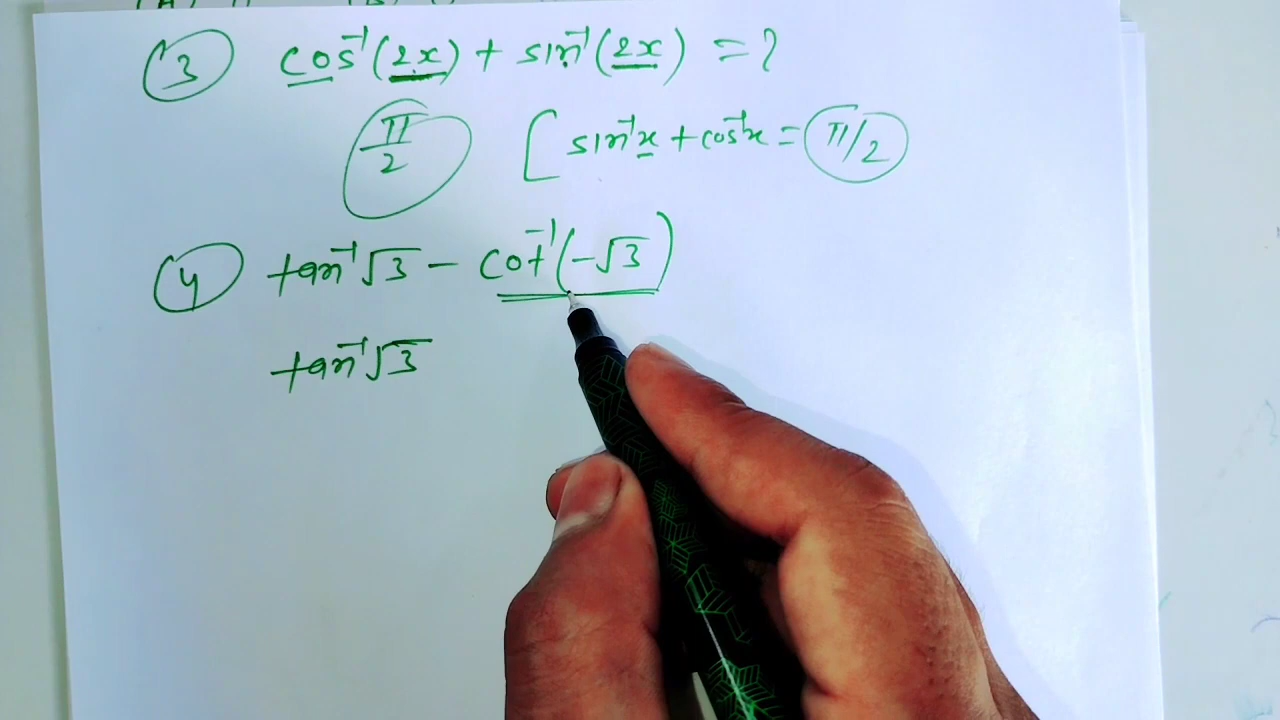 (3) cos⁻¹(2x) + sin⁻¹(2x) = ?
π/2 [ sin⁻¹x + cos⁻¹x = π/2
(4) tan⁻¹√3 − cot⁻¹(−√3)
tan⁻¹√3